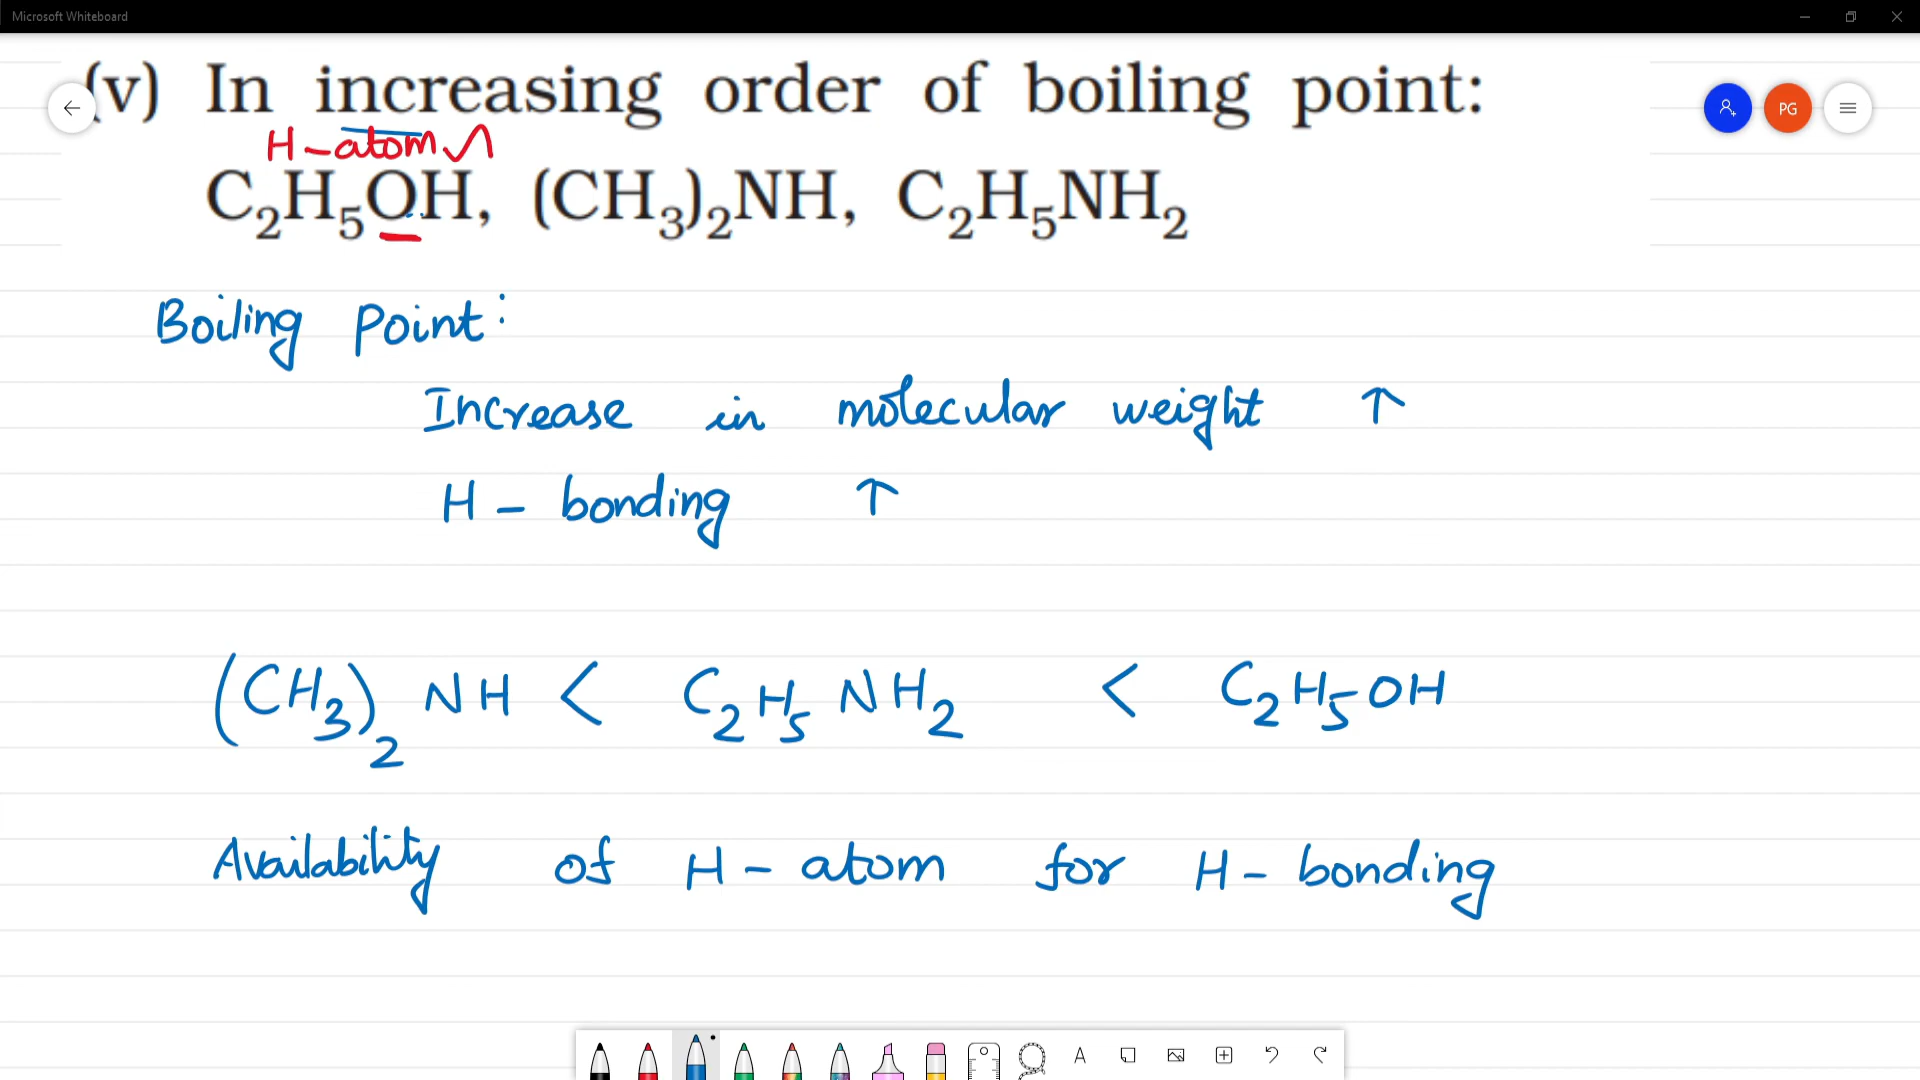 Microsoft Whiteboard
(v) In increasing order of boiling point:
PG
H-atom
C₂H₅OH, (CH₃)₂NH, C₂H₅NH₂
Boiling Point:
Increase in molecular weight ↑
H - bonding ↑
(CH₃)₂ NH < C₂H₅ NH₂ < C₂H₅OH
Availability of H - atom for H - bonding
A